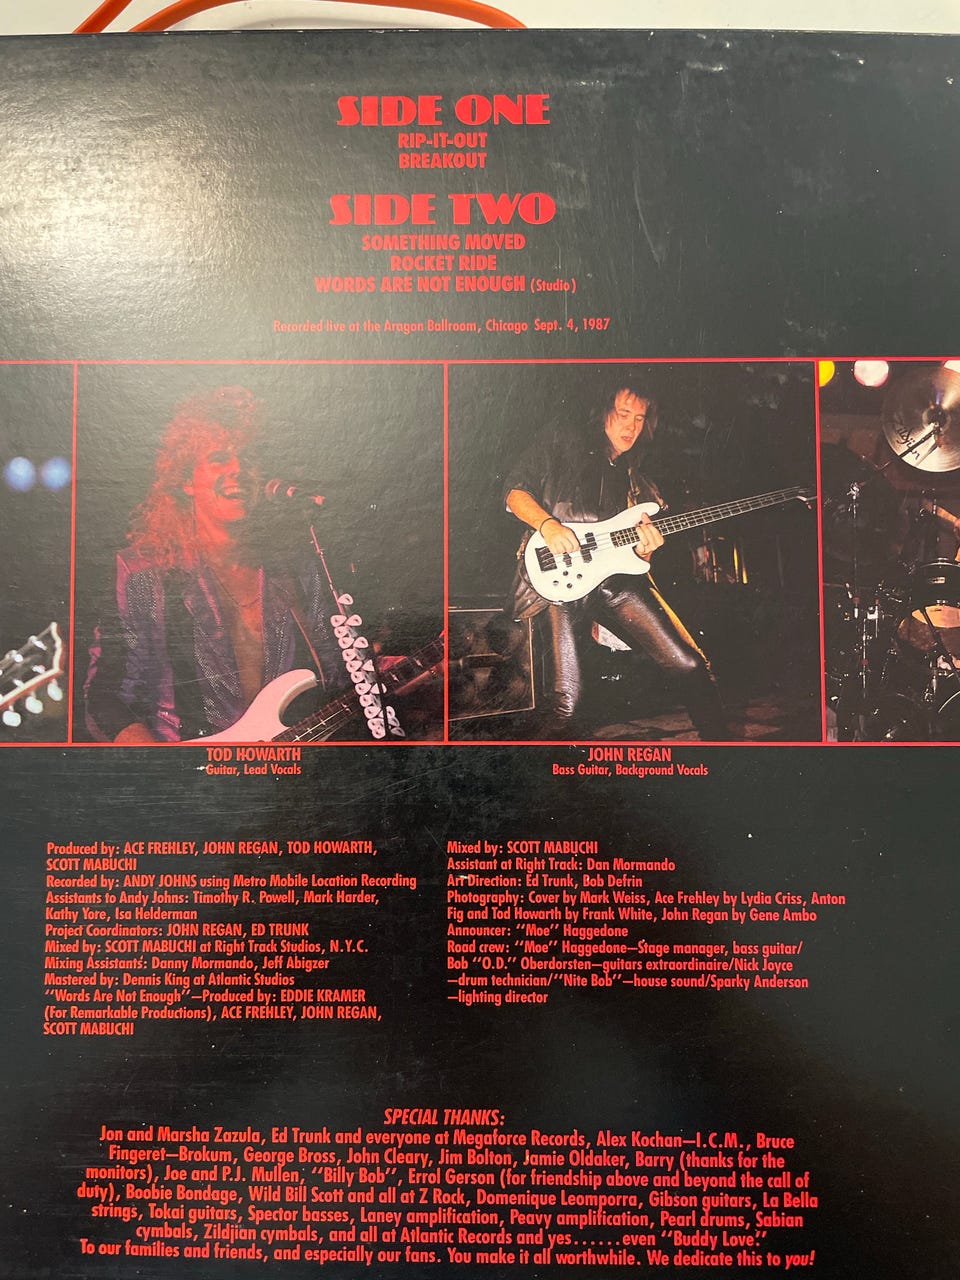 SIDE ONE
RIP-IT-OUT
BREAKOUT
SIDE TWO
SOMETHING MOVED
ROCKET RIDE
WORDS ARE NOT ENOUGH (Studio)
Recorded live at the Aragon Ballroom, Chicago Sept. 4, 1987
TOD HOWARTH
Guitar, Lead Vocals
JOHN REGAN
Bass Guitar, Background Vocals
Produced by: ACE FREHLEY, JOHN REGAN, TOD HOWARTH,
SCOTT MABUCHI
Recorded by: ANDY JOHNS using Metro Mobile Location Recording
Assistants to Andy Johns: Timothy R. Powell, Mark Harder,
Kathy Yore, Isa Helderman
Project Coordinators: JOHN REGAN, ED TRUNK
Mixed by: SCOTT MABUCHI at Right Track Studios, N.Y.C.
Mixing Assistants: Danny Mormando, Jeff Abigzer
Mastered by: Dennis King at Atlantic Studios
"Words Are Not Enough"—Produced by: EDDIE KRAMER
(For Remarkable Productions), ACE FREHLEY, JOHN REGAN,
SCOTT MABUCHI
Mixed by: SCOTT MABUCHI
Assistant at Right Track: Dan Mormando
Art Direction: Ed Trunk, Bob Defrin
Photography: Cover by Mark Weiss, Ace Frehley by Lydia Criss, Anton
Fig and Tod Howarth by Frank White, John Regan by Gene Ambo
Announcer: "Moe" Haggedone
Road crew: "Moe" Haggedone—Stage manager, bass guitar/
Bob "O.D." Oberdorsten—guitars extraordinaire/Nick Joyce
—drum technician/"Nite Bob"—house sound/Sparky Anderson
—lighting director
SPECIAL THANKS:
Jon and Marsha Zazula, Ed Trunk and everyone at Megaforce Records, Alex Kochan—I.C.M., Bruce
Fingeret—Brokum, George Bross, John Cleary, Jim Bolton, Jamie Oldaker, Barry (thanks for the
monitors), Joe and P.J. Mullen, "Billy Bob", Errol Gerson (for friendship above and beyond the call of
duty), Boobie Bondage, Wild Bill Scott and all at Z Rock, Domenique Leomporra, Gibson guitars, La Bella
strings, Tokai guitars, Spector basses, Laney amplification, Peavy amplification, Pearl drums, Sabian
cymbals, Zildjian cymbals, and all at Atlantic Records and yes......even "Buddy Love."
To our families and friends, and especially our fans. You make it all worthwhile. We dedicate this to you!